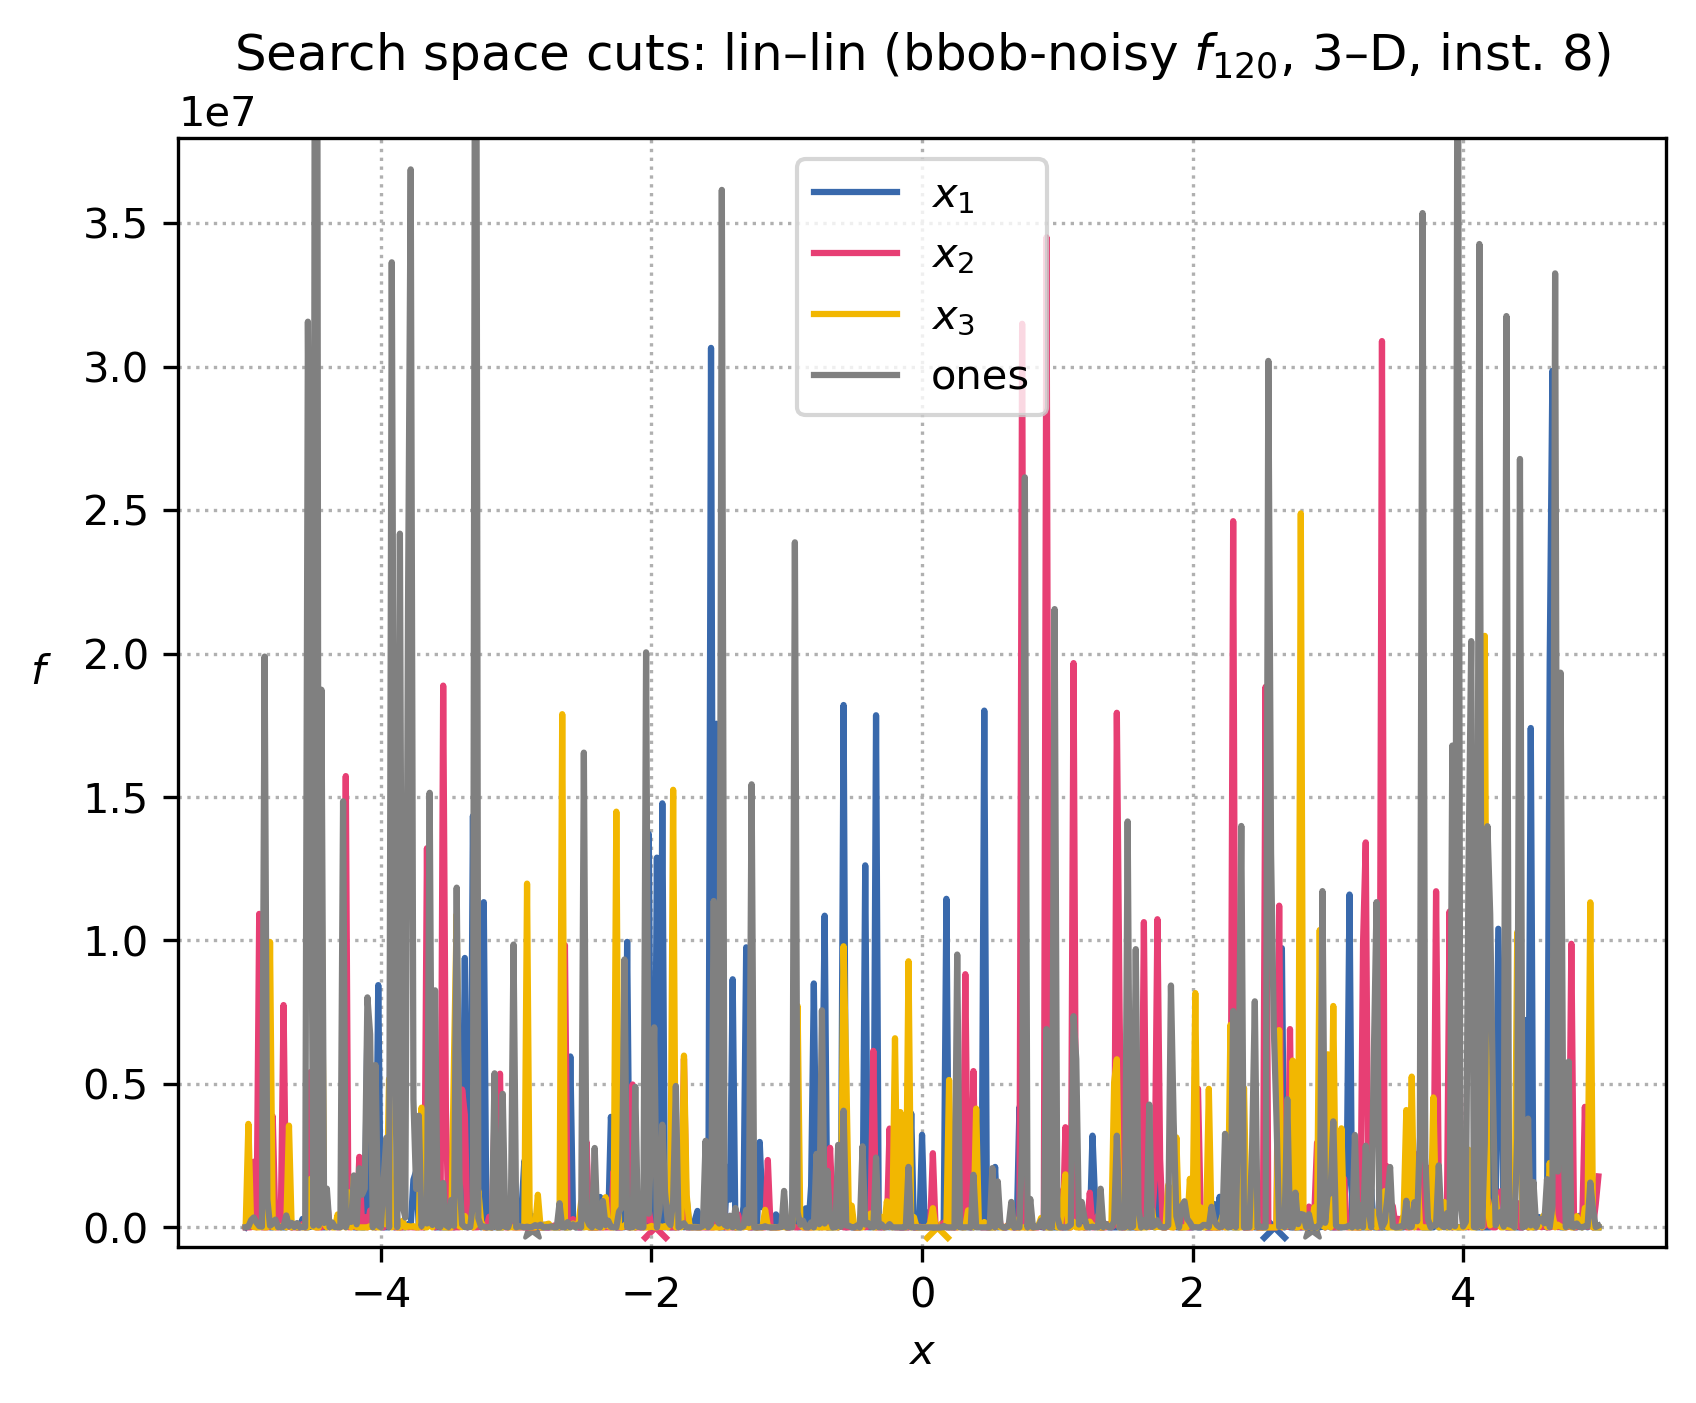 Search space cuts: lin–lin (bbob-noisy f120, 3–D, inst. 8)
1e7
x1
x2
x3
ones
3.5
3.0
2.5
2.0
1.5
1.0
0.5
0.0
f
−4
−2
0
2
4
x